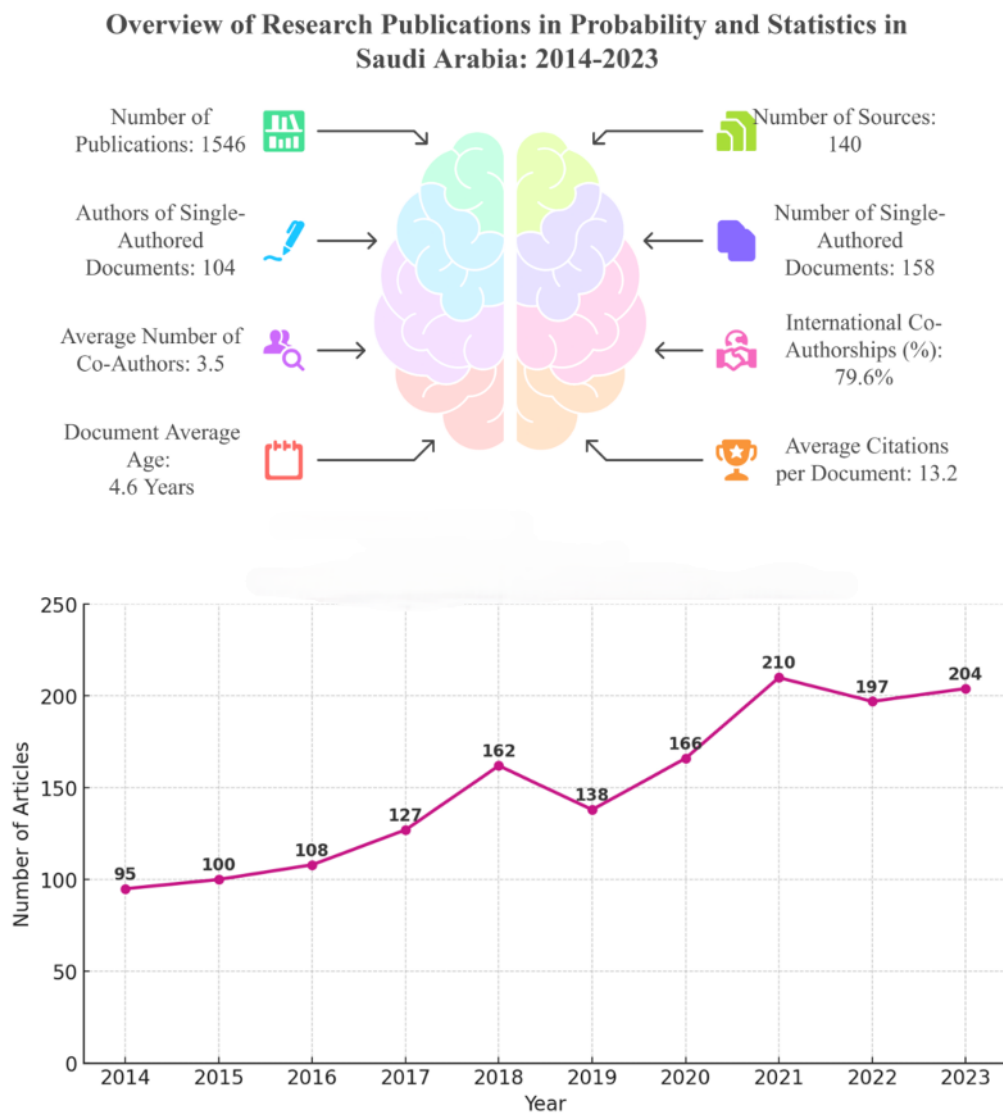 Overview of Research Publications in Probability and Statistics in
Saudi Arabia: 2014-2023
Number of
Publications: 1546
Number of Sources:
140
Authors of Single-
Authored
Documents: 104
Number of Single-
Authored
Documents: 158
Average Number of
Co-Authors: 3.5
International Co-
Authorships (%):
79.6%
Document Average
Age:
4.6 Years
Average Citations
per Document: 13.2
Number of Articles
250
200
150
100
50
0
95
100
108
127
162
138
166
210
197
204
2014 2015 2016 2017 2018 2019 2020 2021 2022 2023
Year